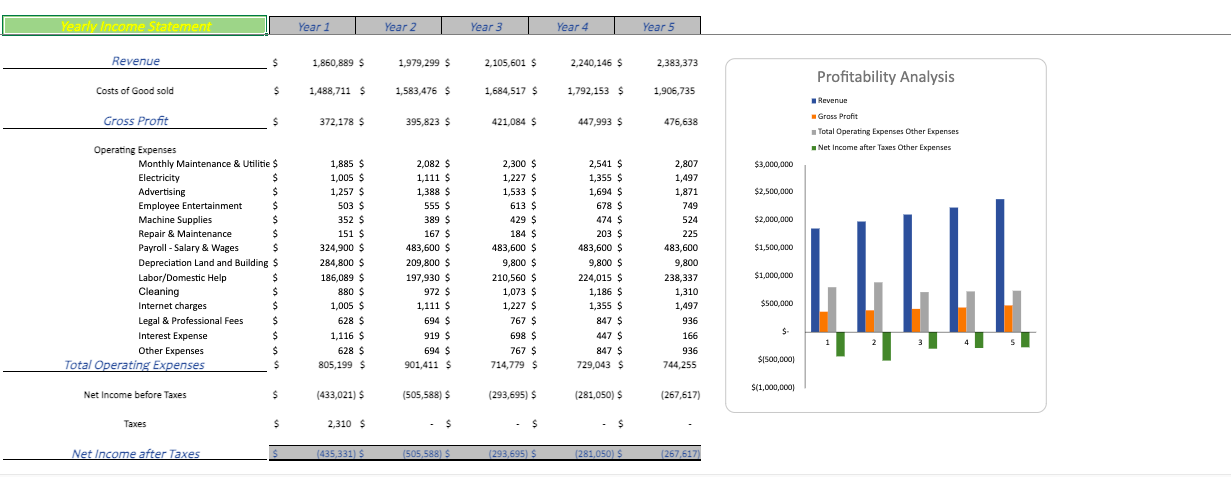 Yearly Income Statement Year 1 Year 2 Year 3 Year 4 Year 5
Revenue $ 1,860,889 $ 1,979,299 $ 2,105,601 $ 2,240,146 $ 2,383,373
Costs of Good sold $ 1,488,711 $ 1,583,476 $ 1,684,517 $ 1,792,153 $ 1,906,735
Gross Profit $ 372,178 $ 395,823 $ 421,084 $ 447,993 $ 476,638
Operating Expenses
Monthly Maintenance & Utilitie $ 1,885 $ 2,082 $ 2,300 $ 2,541 $ 2,807
Electricity $ 1,005 $ 1,111 $ 1,227 $ 1,355 $ 1,497
Advertising $ 1,257 $ 1,388 $ 1,533 $ 1,694 $ 1,871
Employee Entertainment $ 503 $ 555 $ 613 $ 678 $ 749
Machine Supplies $ 352 $ 389 $ 429 $ 474 $ 524
Repair & Maintenance $ 151 $ 167 $ 184 $ 203 $ 225
Payroll - Salary & Wages $ 324,900 $ 483,600 $ 483,600 $ 483,600 $ 483,600
Depreciation Land and Building $ 284,800 $ 209,800 $ 9,800 $ 9,800 $ 9,800
Labor/Domestic Help $ 186,089 $ 197,930 $ 210,560 $ 224,015 $ 238,337
Cleaning $ 880 $ 972 $ 1,073 $ 1,186 $ 1,310
Internet charges $ 1,005 $ 1,111 $ 1,227 $ 1,355 $ 1,497
Legal & Professional Fees $ 628 $ 694 $ 767 $ 847 $ 936
Interest Expense $ 1,116 $ 919 $ 698 $ 447 $ 166
Other Expenses $ 628 $ 694 $ 767 $ 847 $ 936
Total Operating Expenses $ 805,199 $ 901,411 $ 714,779 $ 729,043 $ 744,255
Net Income before Taxes $ (433,021) $ (505,588) $ (293,695) $ (281,050) $ (267,617)
Taxes $ 2,310 $ - $ - $ - $ -
Net Income after Taxes $ (435,331) $ (505,588) $ (293,695) $ (281,050) $ (267,617)
Profitability Analysis
Revenue
Gross Profit
Total Operating Expenses Other Expenses
Net Income after Taxes Other Expenses
$3,000,000
$2,500,000
$2,000,000
$1,500,000
$1,000,000
$500,000
$-
1 2 3 4 5
$(500,000)
$(1,000,000)